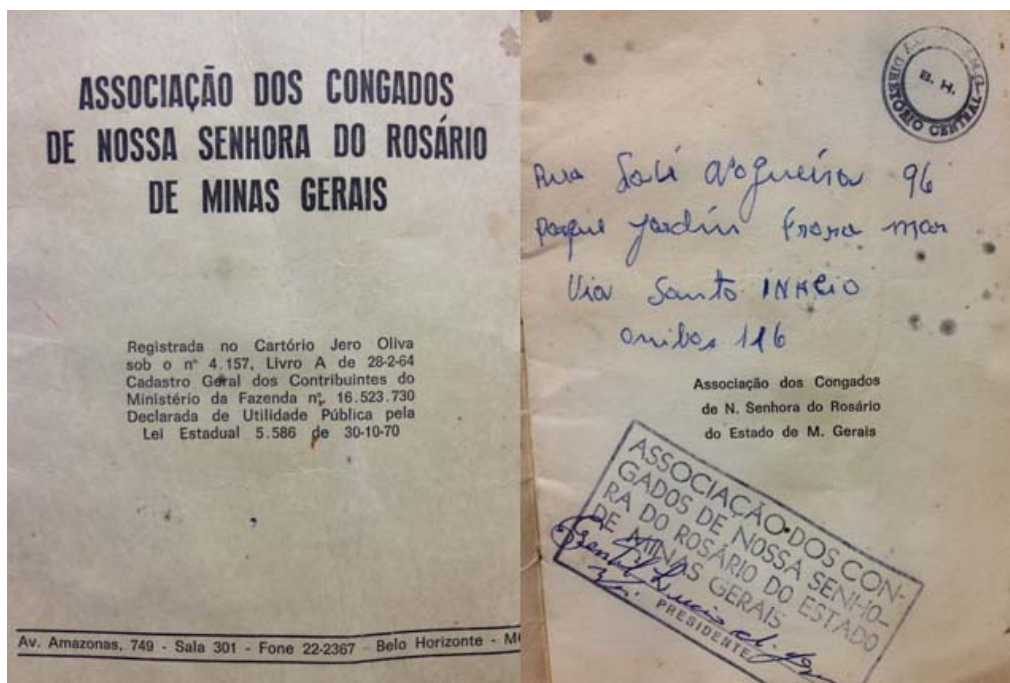 ASSOCIAÇÃO DOS CONGADOS
DE NOSSA SENHORA DO ROSÁRIO
DE MINAS GERAIS
Registrada no Cartório Jero Oliva
sob o nº 4.157, Livro A de 28-2-64
Cadastro Geral dos Contribuintes do
Ministério da Fazenda nº. 16.523.730
Declarada de Utilidade Pública pela
Lei Estadual 5.586 de 30-10-70
Av. Amazonas, 749 - Sala 301 - Fone 22-2367 - Belo Horizonte - M
DIRETÓRIO CENTRAL
B. H.
Rua Nogueira 96
Parque Jardim mar
Via Santo INÁCIO
onibos 116
Associação dos Congados
de N. Senhora do Rosário
do Estado de M. Gerais
ASSOCIAÇÃO DOS CON-
GADOS DE NOSSA SENHO-
RA DO ROSÁRIO DO ESTADO
DE MINAS GERAIS
PRESIDENTE